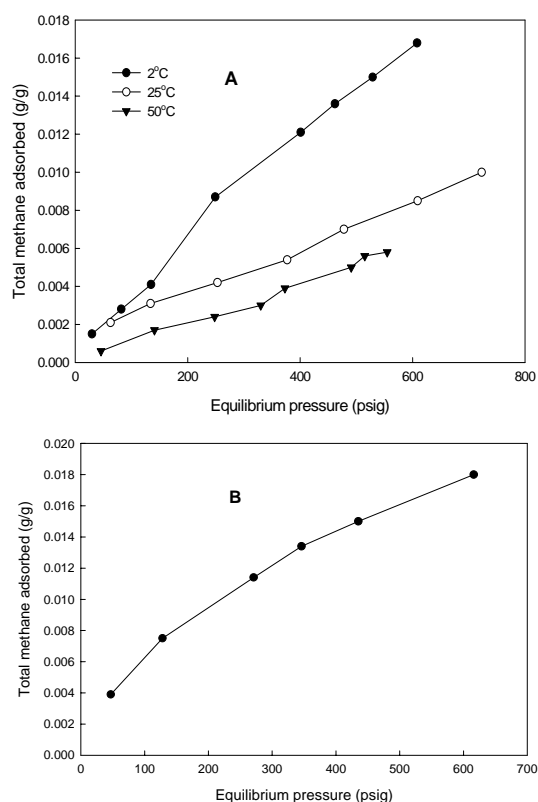 0.018
0.016
0.014
0.012
0.010
0.008
0.006
0.004
0.002
0.000
Total methane adsorbed (g/g)
2°C
25°C
50°C
A
0 200 400 600 800
Equilibrium pressure (psig)
0.020
0.018
0.016
0.014
0.012
0.010
0.008
0.006
0.004
0.002
0.000
Total methane adsorbed (g/g)
B
0 100 200 300 400 500 600 700
Equilibrium pressure (psig)